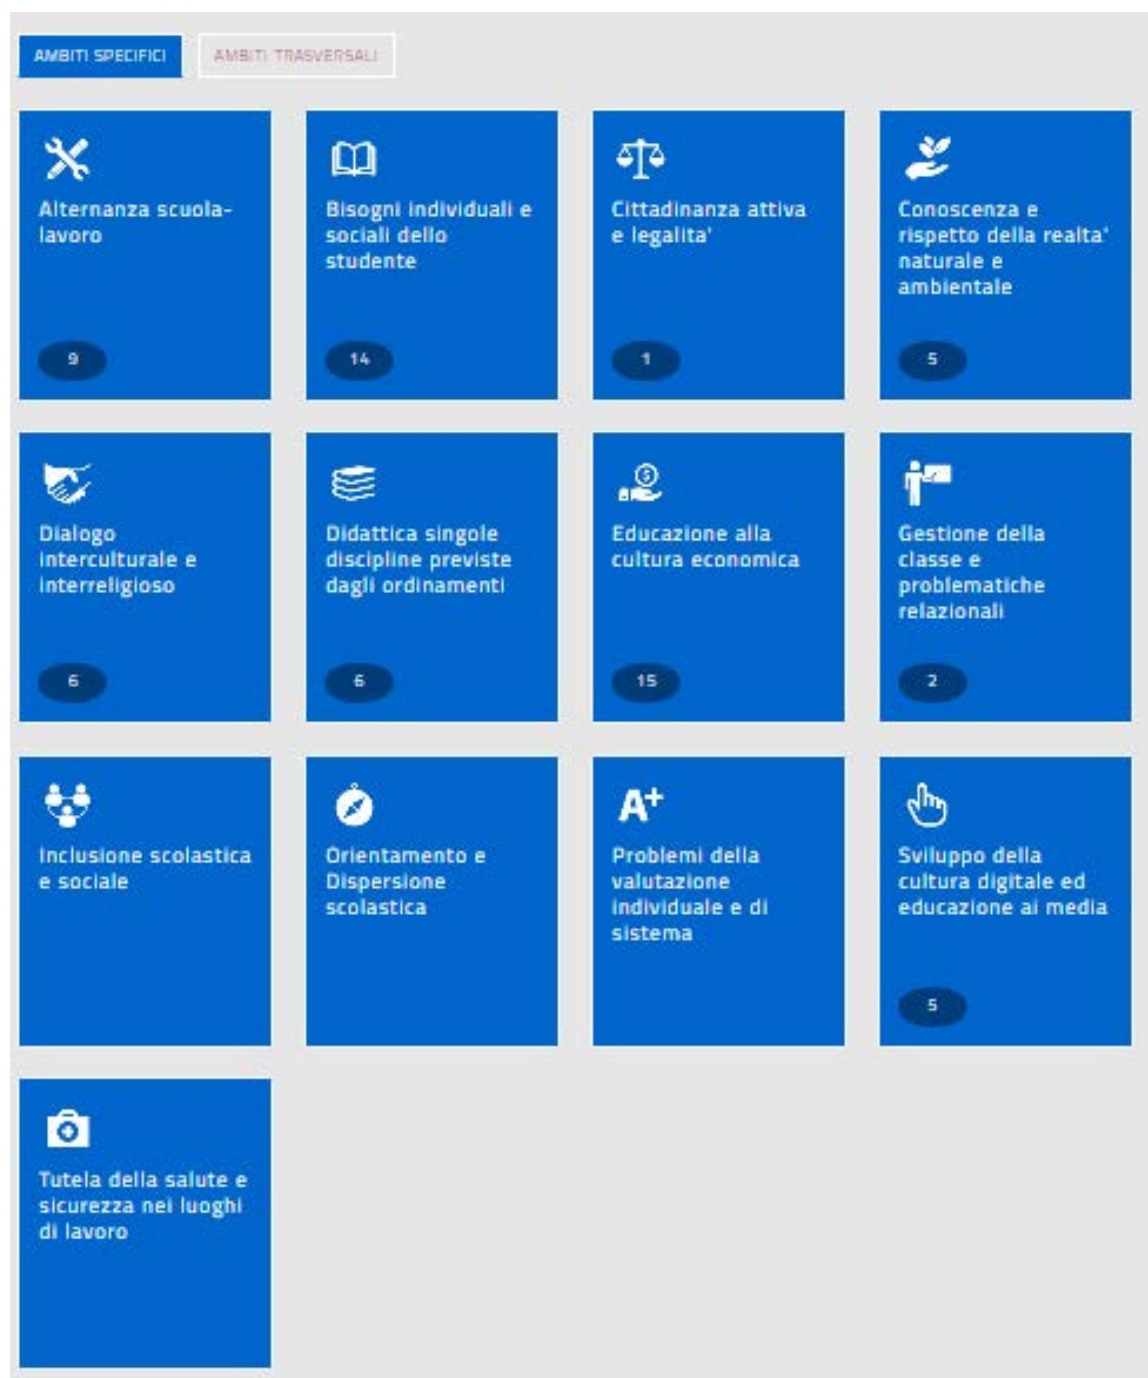 AMBITI SPECIFICI
AMBITI TRASVERSALI
Alternanza scuola-
lavoro
9
Bisogni individuali e
sociali dello
studente
14
Cittadinanza attiva
e legalita'
1
Conoscenza e
rispetto della realta'
naturale e
ambientale
5
Dialogo
interculturale e
interreligioso
6
Didattica singole
discipline previste
dagli ordinamenti
6
Educazione alla
cultura economica
15
Gestione della
classe e
problematiche
relazionali
2
Inclusione scolastica
e sociale
Orientamento e
Dispersione
scolastica
A+
Problemi della
valutazione
individuale e di
sistema
Sviluppo della
cultura digitale ed
educazione ai media
5
Tutela della salute e
sicurezza nei luoghi
di lavoro